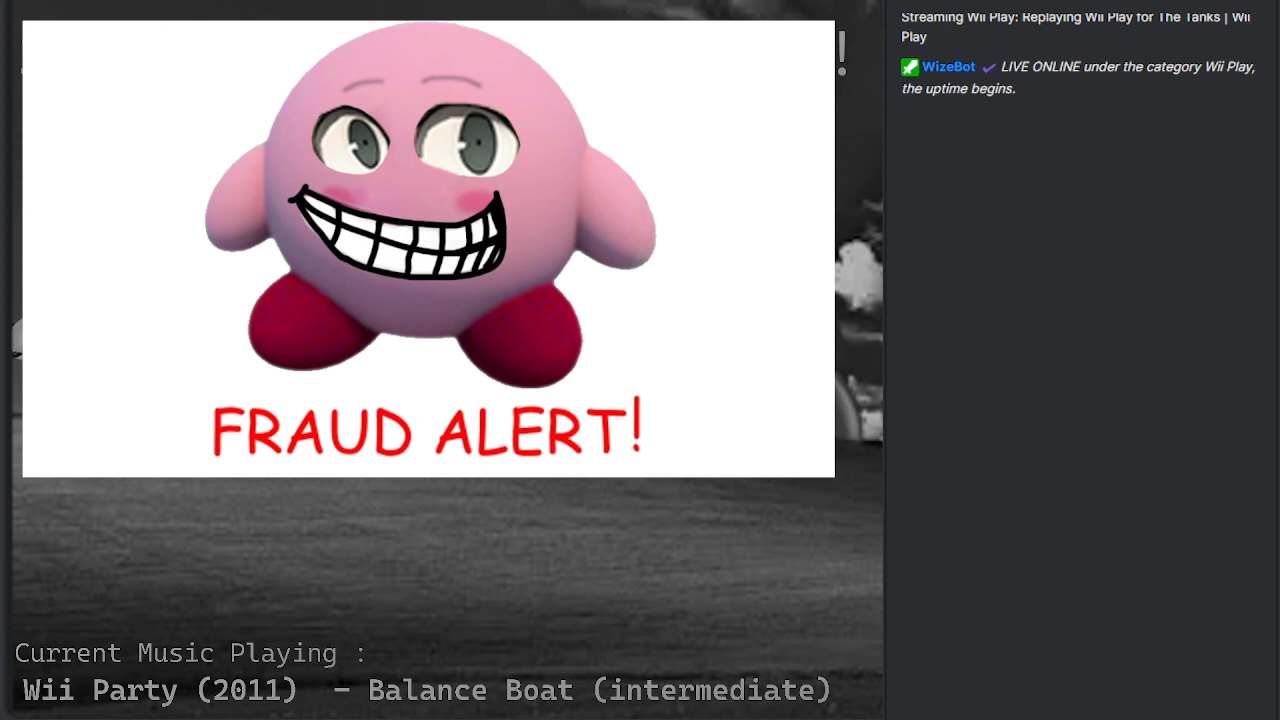 !
FRAUD ALERT!
Current Music Playing :
Wii Party (2011) - Balance Boat (intermediate)
Streaming Wii Play: Replaying Wii Play for The Tanks | Wii
Play
WizeBot LIVE ONLINE under the category Wii Play,
the uptime begins.